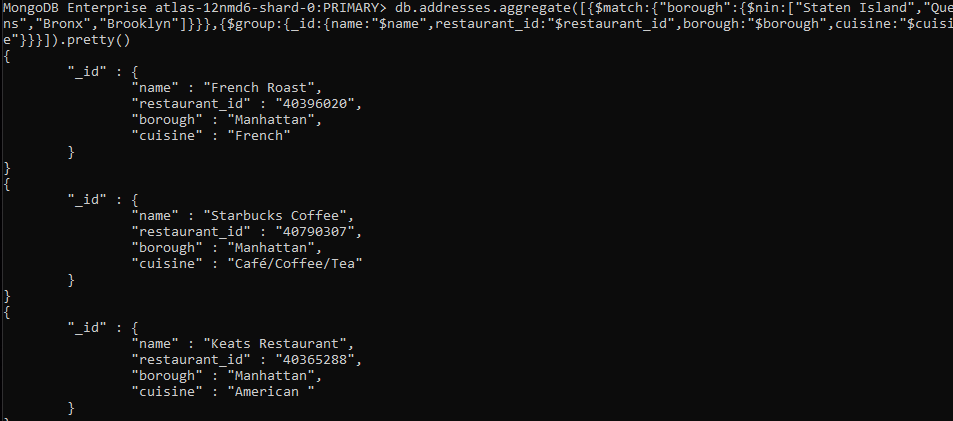 MongoDB Enterprise atlas-12nmd6-shard-0:PRIMARY> db.addresses.aggregate([{$match:{"borough":{$nin:["Staten Island","Quee
ns","Bronx","Brooklyn"]}}},{$group:{_id:{name:"$name",restaurant_id:"$restaurant_id",borough:"$borough",cuisine:"$cuisin
e"}}}]).pretty()
{
"_id" : {
"name" : "French Roast",
"restaurant_id" : "40396020",
"borough" : "Manhattan",
"cuisine" : "French"
}
}
{
"_id" : {
"name" : "Starbucks Coffee",
"restaurant_id" : "40790307",
"borough" : "Manhattan",
"cuisine" : "Café/Coffee/Tea"
}
}
{
"_id" : {
"name" : "Keats Restaurant",
"restaurant_id" : "40365288",
"borough" : "Manhattan",
"cuisine" : "American "
}
}